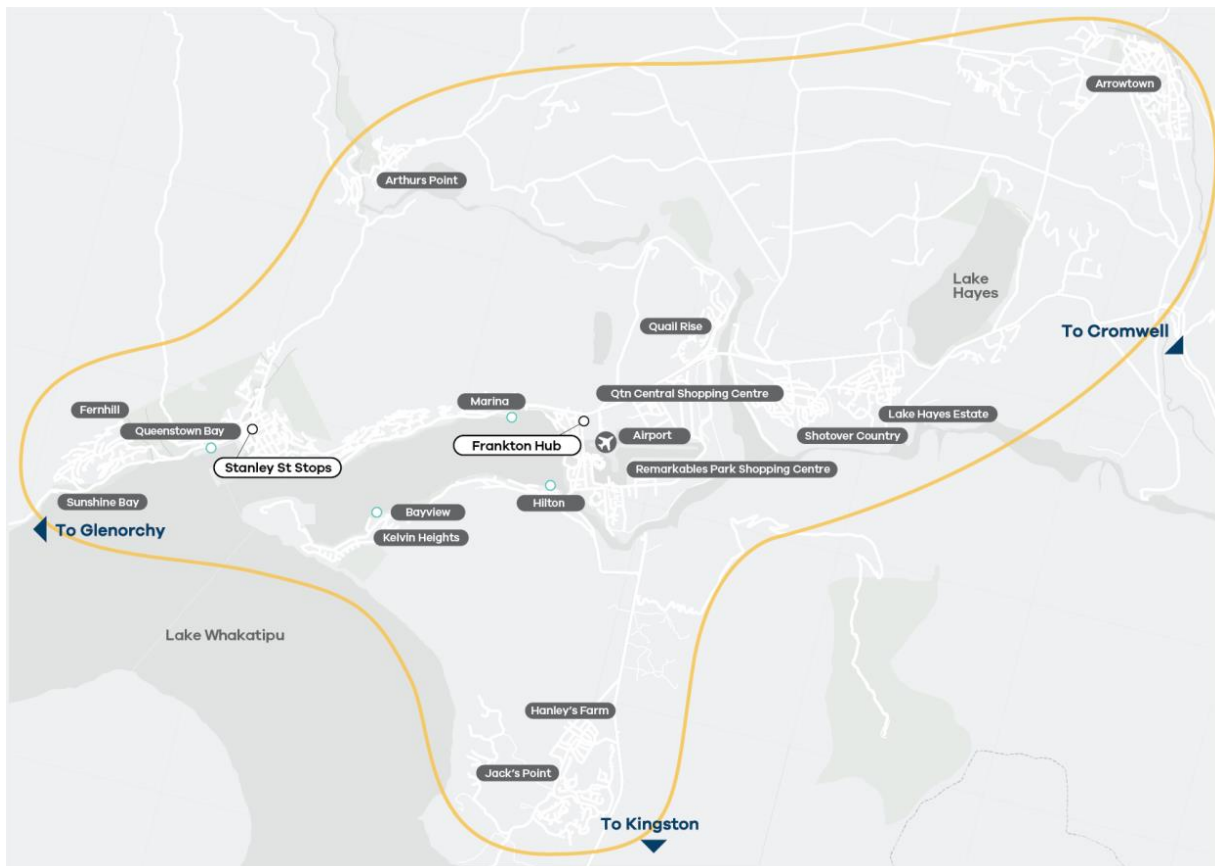 Arrowtown
Arthurs Point
Lake
Hayes
Quail Rise
To Cromwell
Qtn Central Shopping Centre
Marina
Fernhill
Queenstown Bay
Lake Hayes Estate
Airport
Shotover Country
Frankton Hub
Stanley St Stops
Remarkables Park Shopping Centre
Sunshine Bay
Hilton
Bayview
To Glenorchy
Kelvin Heights
Lake Whakatipu
Hanley's Farm
Jack's Point
To Kingston